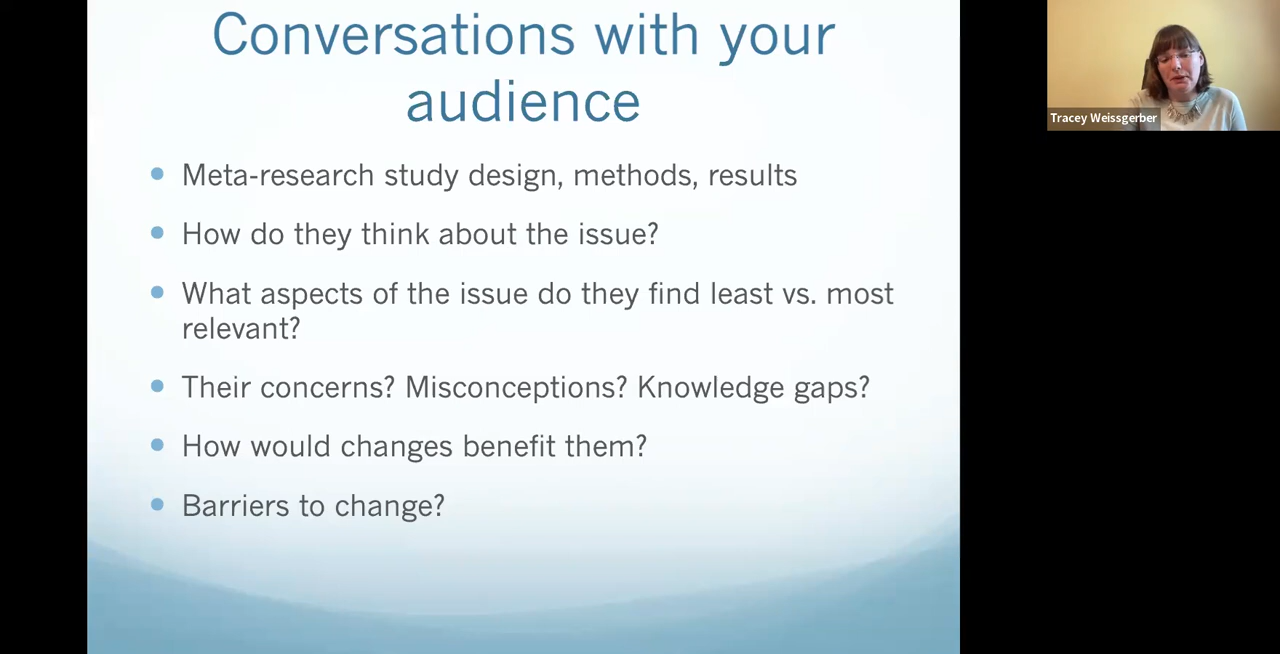 Conversations with your
audience
Meta-research study design, methods, results
How do they think about the issue?
What aspects of the issue do they find least vs. most
relevant?
Their concerns? Misconceptions? Knowledge gaps?
How would changes benefit them?
Barriers to change?
Tracey Weissgerber